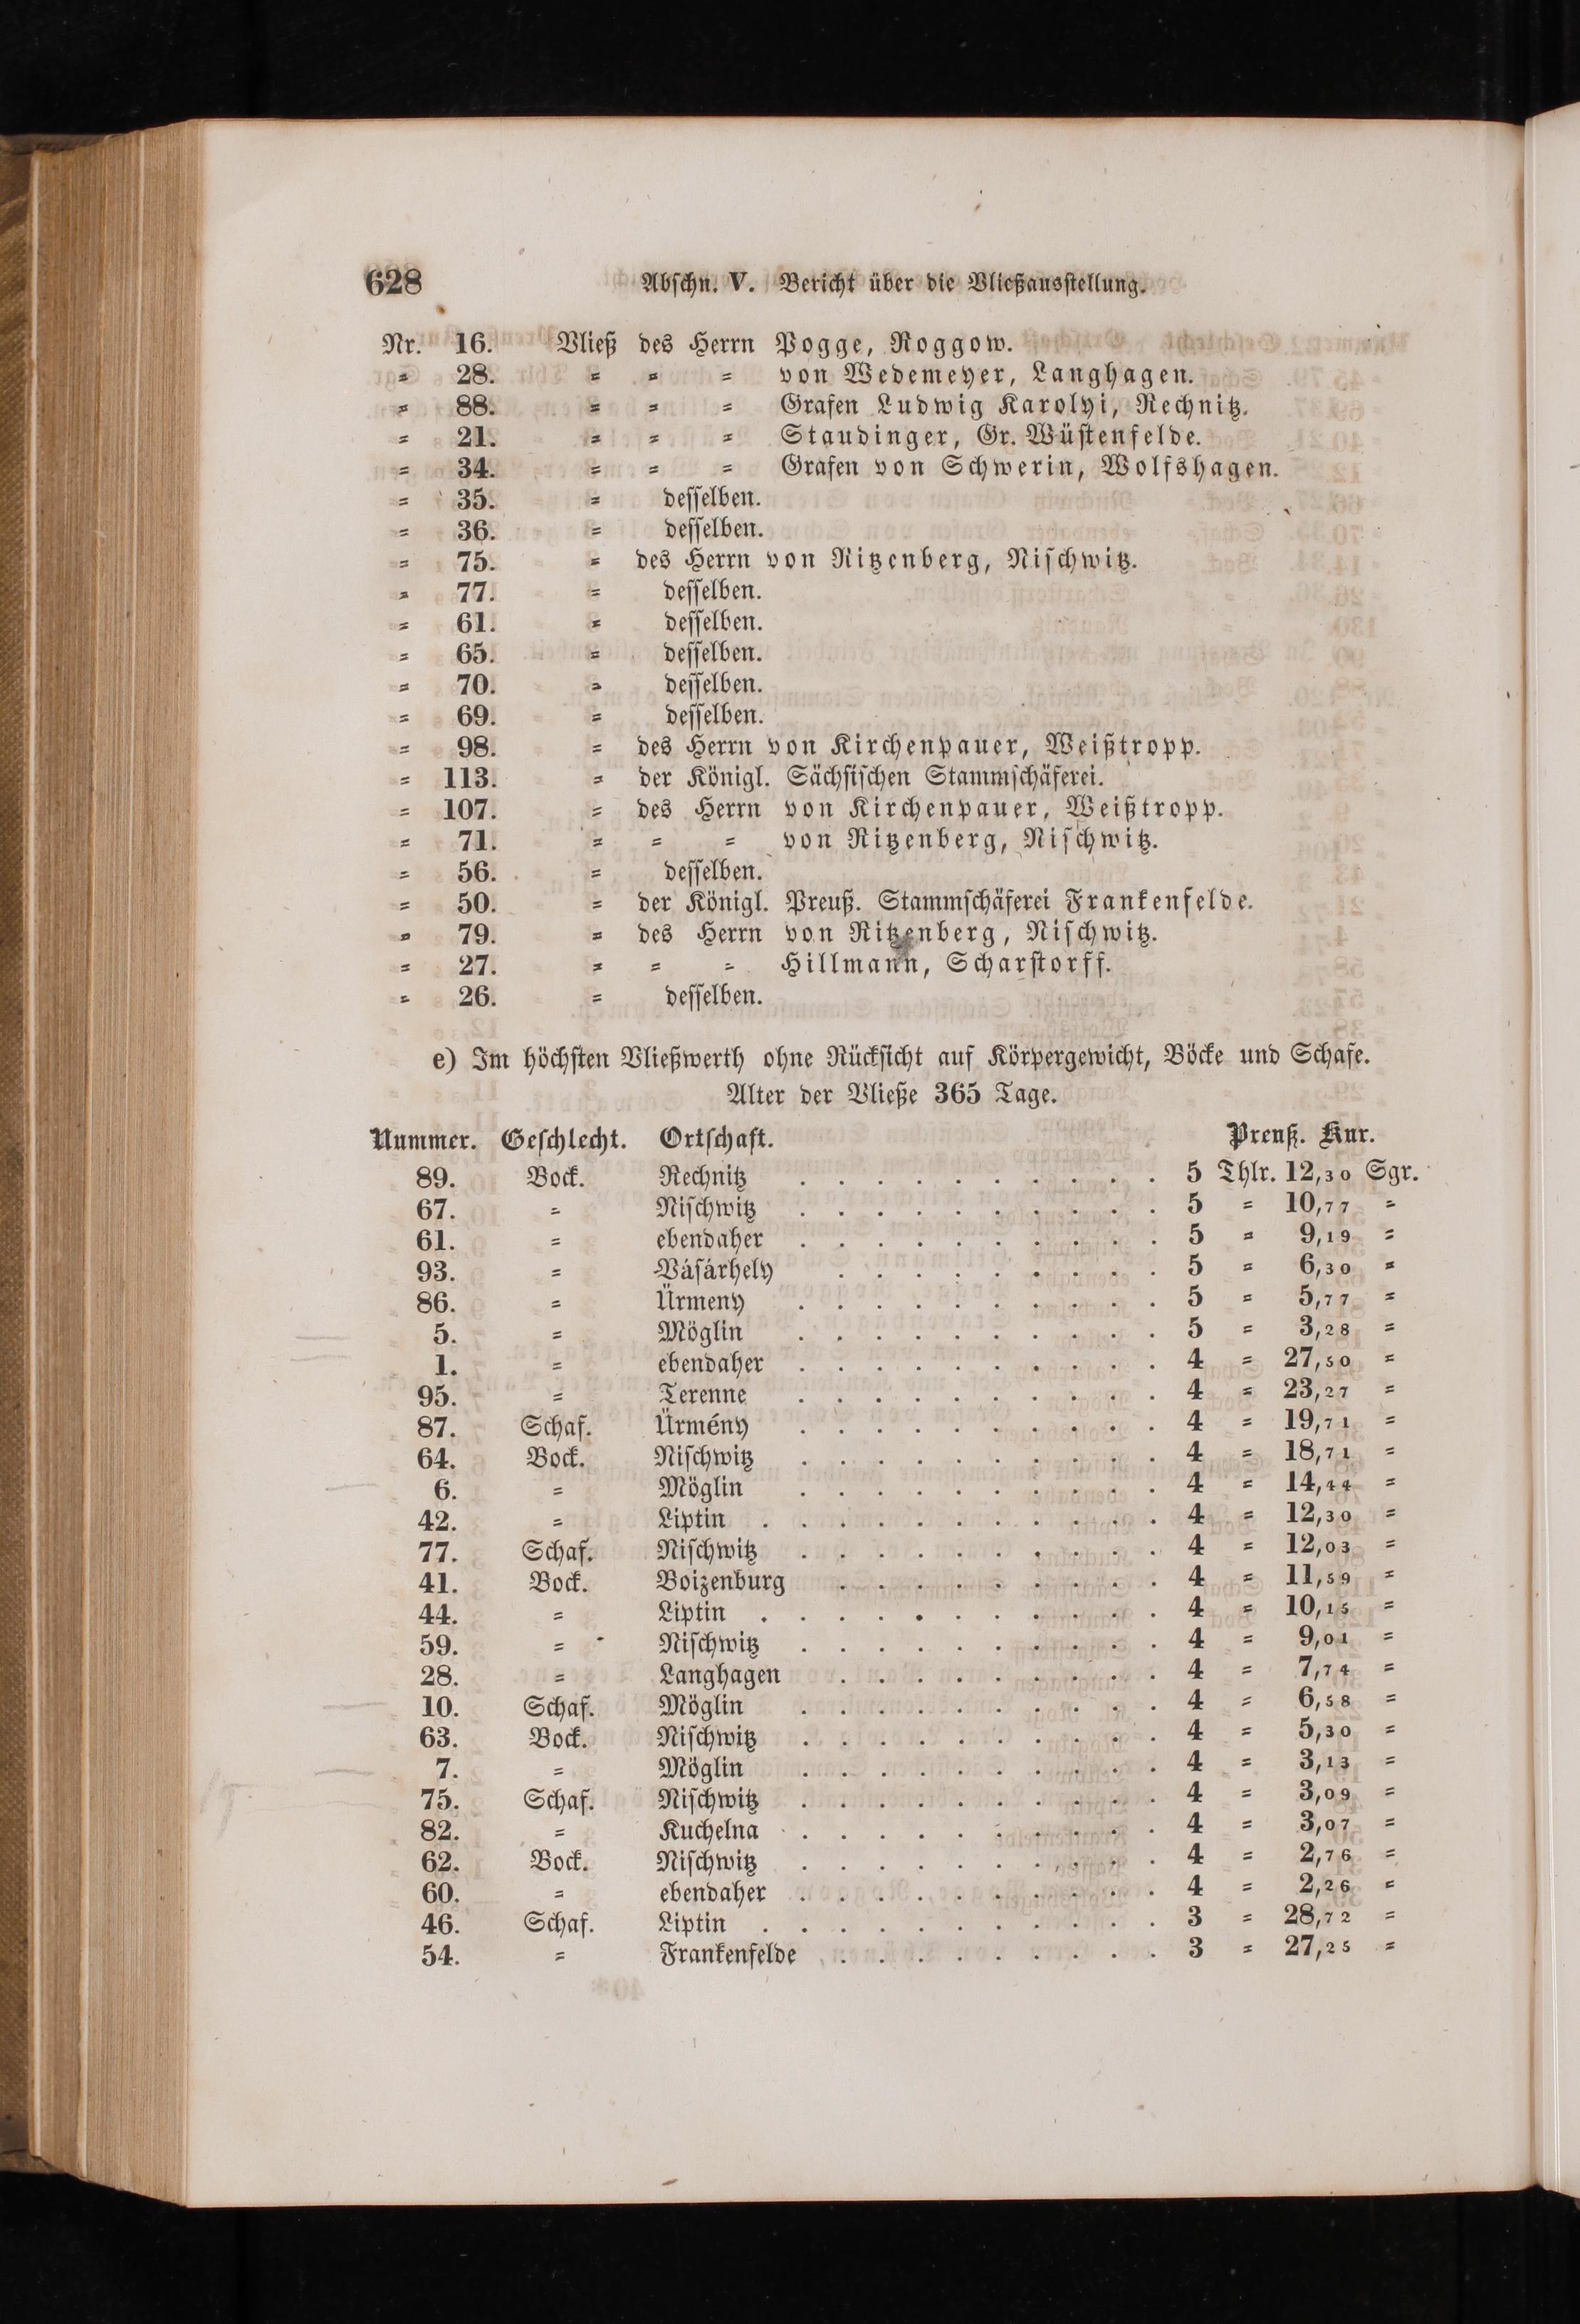 628 Abschn. V. Bericht über die Vließausstellung.
Nr. 16. Vließ des Herrn Pogge, Roggow.
= 28. = = = von Wedemeyer, Langhagen.
= 88. = = = Grafen Ludwig Karolyi, Rechnitz.
= 21. = = = Staudinger, Gr. Wüstenfelde.
= 34. = = = Grafen von Schwerin, Wolfshagen.
= 35. = desselben.
= 36. = desselben.
= 75. = des Herrn von Ritzenberg, Nischwitz.
= 77. = desselben.
= 61. = desselben.
= 65. = desselben.
= 70. = desselben.
= 69. = desselben.
= 98. = des Herrn von Kirchenpauer, Weißtropp.
= 113. = der Königl. Sächsischen Stammschäferei.
= 107. = des Herrn von Kirchenpauer, Weißtropp.
= 71. = = = von Ritzenberg, Nischwitz.
= 56. = desselben.
= 50. = der Königl. Preuß. Stammschäferei Frankenfelde.
= 79. = des Herrn von Ritzenberg, Nischwitz.
= 27. = = = Hillmann, Scharstorff.
= 26. = desselben.
e) Im höchsten Vließwerth ohne Rücksicht auf Körpergewicht, Böcke und Schafe.
Alter der Vließe 365 Tage.
Nummer. Geschlecht. Ortschaft. Preuß. Kur.
89. Bock. Rechnitz . . . . . . . . . . 5 Thlr. 12,30 Sgr.
67. = Nischwitz . . . . . . . . . . 5 = 10,77 =
61. = ebendaher . . . . . . . . . . 5 = 9,19 =
93. = Vásárhely . . . . . . . . . 5 = 6,30 =
86. = Ürmeny . . . . . . . . . . 5 = 5,77 =
5. = Möglin . . . . . . . . . . 5 = 3,28 =
1. = ebendaher . . . . . . . . . . 4 = 27,50 =
95. = Terenne . . . . . . . . . . 4 = 23,27 =
87. Schaf. Ürmény . . . . . . . . . . 4 = 19,71 =
64. Bock. Nischwitz . . . . . . . . . . 4 = 18,71 =
6. = Möglin . . . . . . . . . . 4 = 14,44 =
42. = Liptin . . . . . . . . . . . 4 = 12,30 =
77. Schaf. Nischwitz . . . . . . . . . . 4 = 12,03 =
41. Bock. Boizenburg . . . . . . . . . 4 = 11,59 =
44. = Liptin . . . . . . . . . . . 4 = 10,15 =
59. = Nischwitz . . . . . . . . . . 4 = 9,01 =
28. = Langhagen . . . . . . . . . 4 = 7,74 =
10. Schaf. Möglin . . . . . . . . . . 4 = 6,58 =
63. Bock. Nischwitz . . . . . . . . . . 4 = 5,30 =
7. = Möglin . . . . . . . . . . 4 = 3,13 =
75. Schaf. Nischwitz . . . . . . . . . . 4 = 3,09 =
82. = Kuchelna . . . . . . . . . . 4 = 3,07 =
62. Bock. Nischwitz . . . . . . . . . . 4 = 2,76 =
60. = ebendaher . . . . . . . . . . 4 = 2,26 =
46. Schaf. Liptin . . . . . . . . . . . 3 = 28,72 =
54. = Frankenfelde . . . . . . . . . 3 = 27,25 =